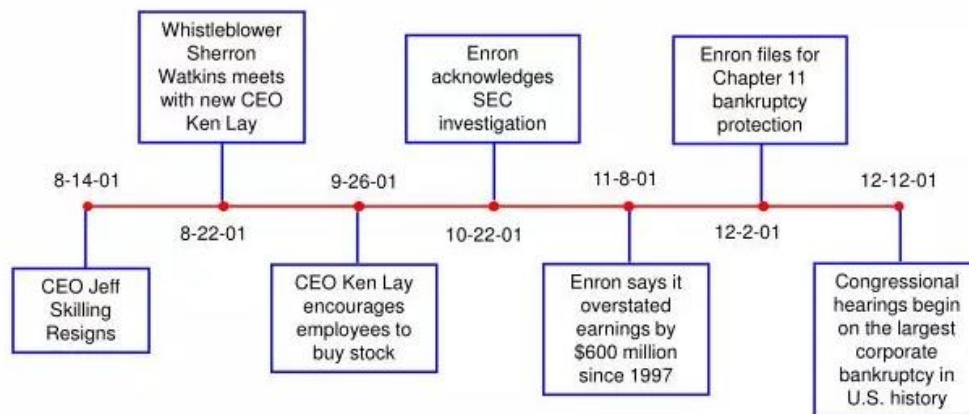 Whistleblower
Sherron
Watkins meets
with new CEO
Ken Lay
Enron
acknowledges
SEC
investigation
Enron files for
Chapter 11
bankruptcy
protection
8-14-01
9-26-01
11-8-01
12-12-01
8-22-01
10-22-01
12-2-01
CEO Jeff
Skilling
Resigns
CEO Ken Lay
encourages
employees to
buy stock
Enron says it
overstated
earnings by
$600 million
since 1997
Congressional
hearings begin
on the largest
corporate
bankruptcy in
U.S. history